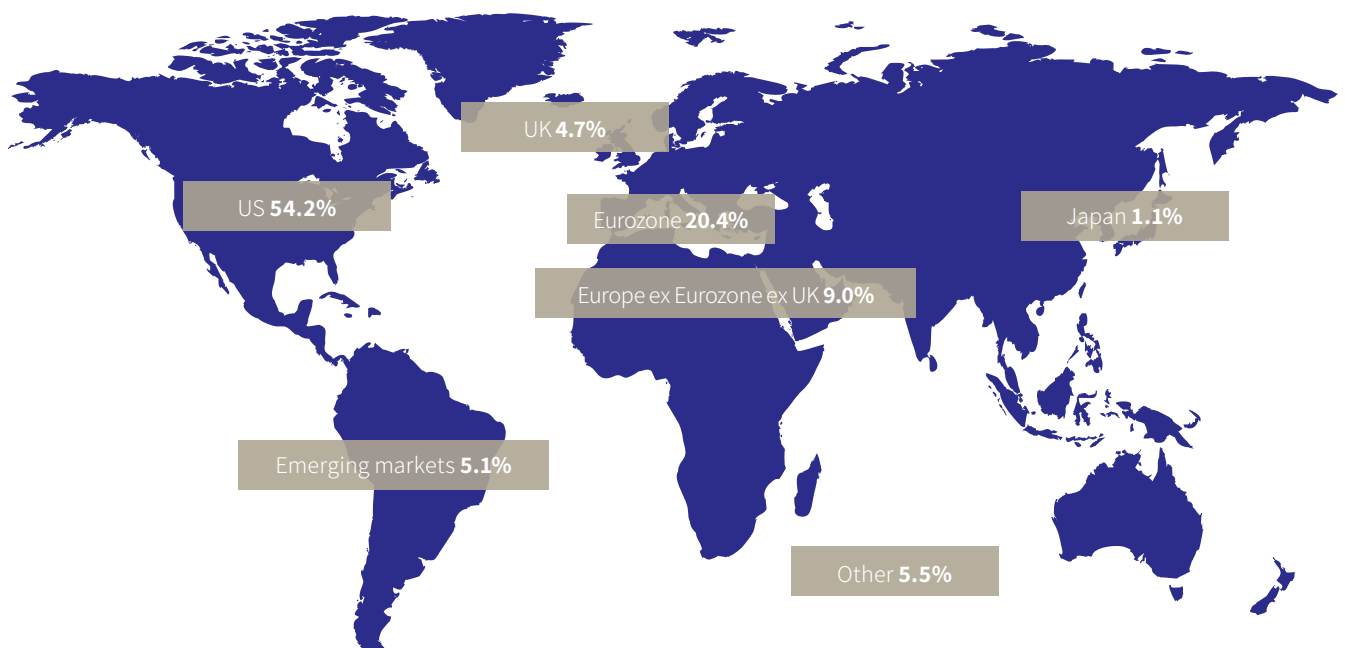 UK 4.7%
US 54.2%
Eurozone 20.4%
Japan 1.1%
Europe ex Eurozone ex UK 9.0%
Emerging markets 5.1%
Other 5.5%